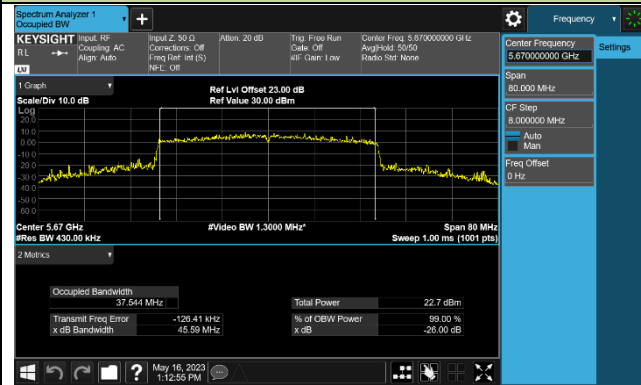 Spectrum Analyzer 1
Occupied BW
Frequency
KEYSIGHT
Input: RF
Coupling: AC
Align: Auto
Input Z: 50 Ω
Corrections: Off
Freq Ref: Int (S)
NFE: Off
Atten: 20 dB
Trig: Free Run
Gate: Off
#IF Gain: Low
Center Freq: 5.670000000 GHz
Avg|Hold: 50/50
Radio Std: None
RL
LXI
1 Graph
Scale/Div 10.0 dB
Ref Lvl Offset 23.00 dB
Ref Value 30.00 dBm
Log
20.0
10.0
0.00
-10.0
-20.0
-30.0
-40.0
-50.0
-60.0
Center 5.67 GHz
#Res BW 430.00 kHz
#Video BW 1.3000 MHz*
Span 80 MHz
Sweep 1.00 ms (1001 pts)
2 Metrics
Occupied Bandwidth
37.544 MHz
Total Power
22.7 dBm
Transmit Freq Error
-126.41 kHz
% of OBW Power
99.00 %
x dB Bandwidth
45.59 MHz
x dB
-26.00 dB
May 16, 2023
1:12:55 PM
Center Frequency
5.670000000 GHz
Settings
Span
80.000 MHz
CF Step
8.000000 MHz
Auto
Man
Freq Offset
0 Hz